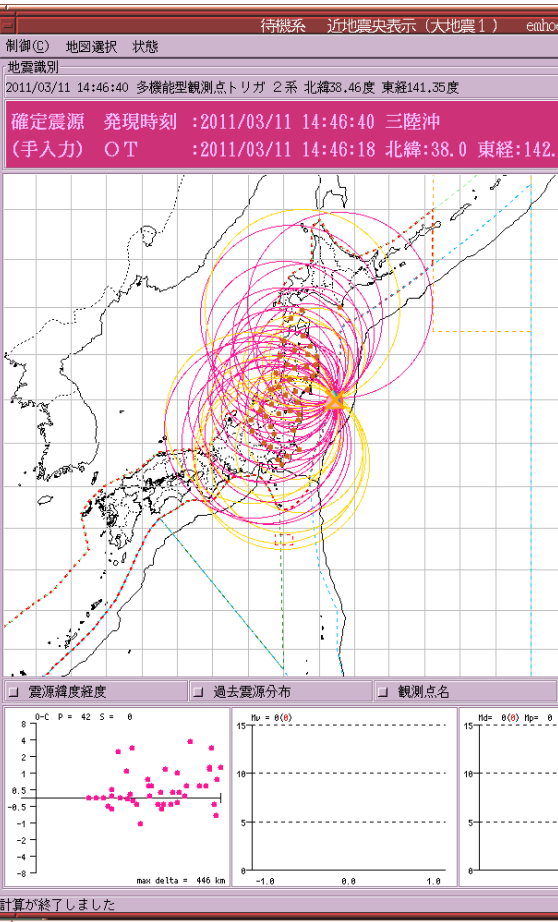 待機系 近地震央表示（大地震１） emho
制御(C) 地図選択 状態
地震識別
2011/03/11 14:46:40 多機能型観測点トリガ ２系 北緯38.46度 東経141.35度
確定震源 発現時刻 :2011/03/11 14:46:40 三陸沖
(手入力) ＯＴ :2011/03/11 14:46:18 北緯:38.0 東経:142.
震源緯度経度 過去震源分布 観測点名
O-C P = 42 S = 0
8
4
2
1
0.5
-0.5
-1
-2
-4
-8
max delta = 446 km
Mv = 0(0)
15
10
5
0
-1.0 0.0 1.0
Md= 0(0) Mp= 0
15
10
5
0
計算が終了しました